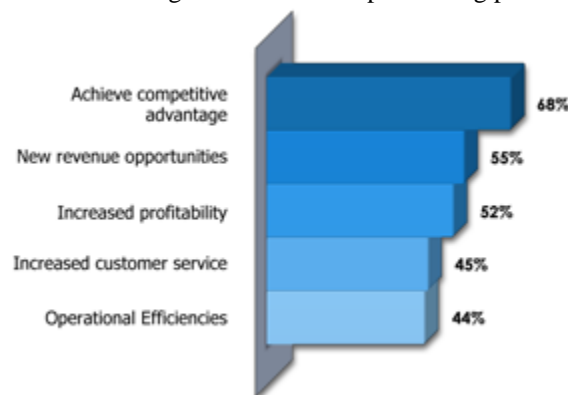 Achieve competitive
advantage
68%
New revenue opportunities
55%
Increased profitability
52%
Increased customer service
45%
Operational Efficiencies
44%